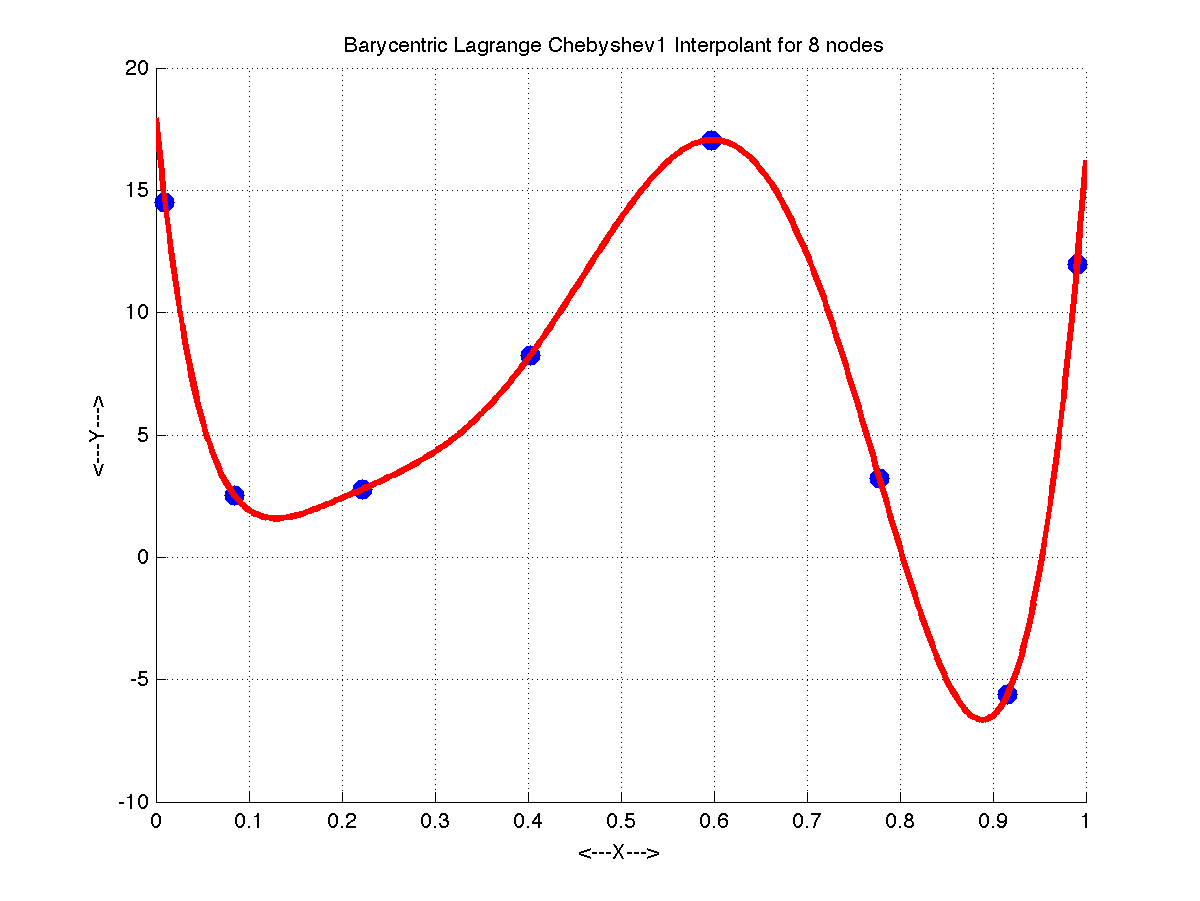 Barycentric Lagrange Chebyshev1 Interpolant for 8 nodes
20
15
10
5
0
-5
-10
<---Y--->
0 0.1 0.2 0.3 0.4 0.5 0.6 0.7 0.8 0.9 1
<---X--->